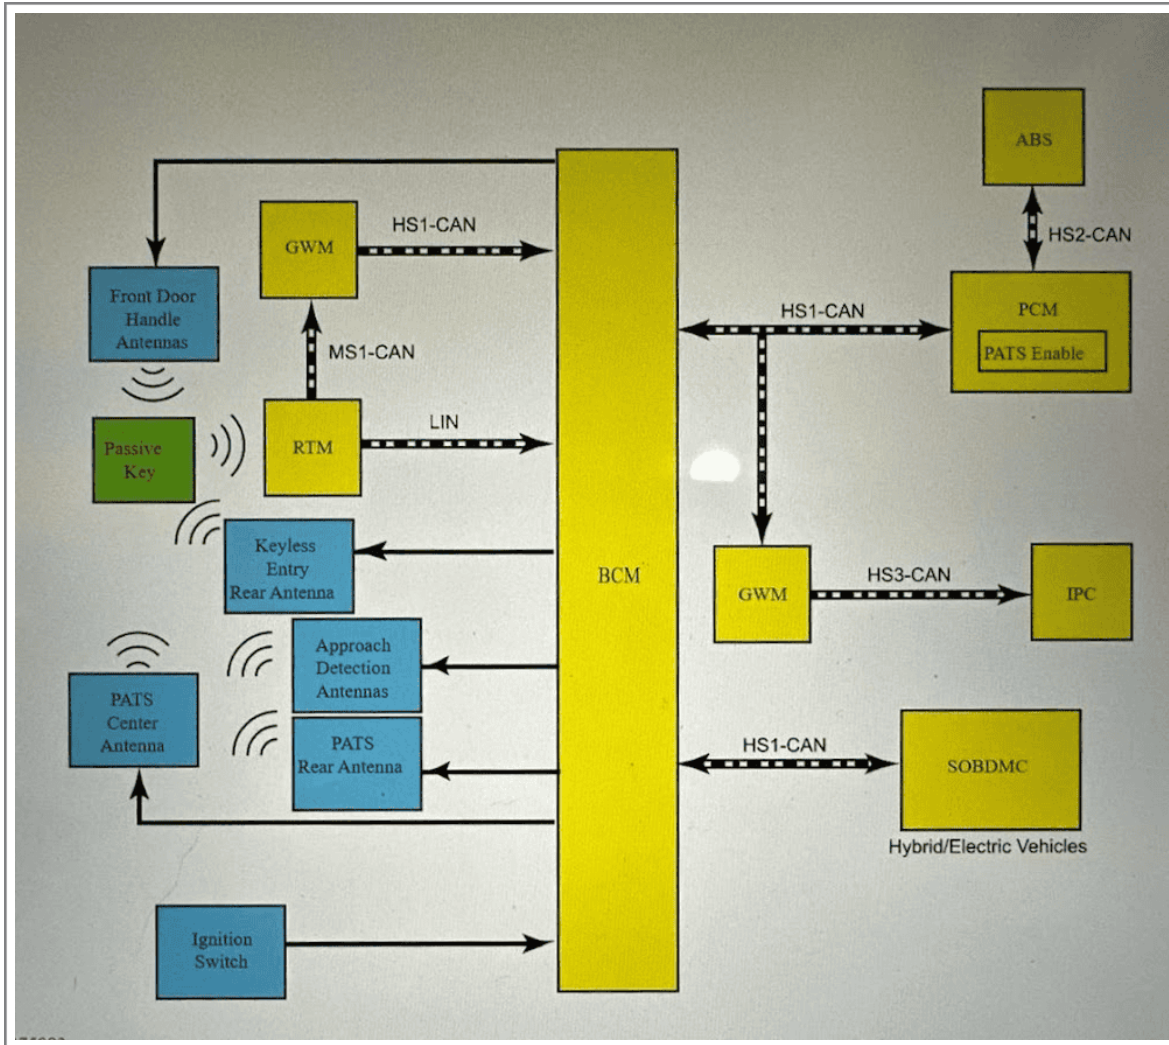 ABS
HS1-CAN
HS2-CAN
GWM
Front Door
Handle
Antennas
HS1-CAN
PCM
PATS Enable
MS1-CAN
LIN
Passive
Key
RTM
Keyless
Entry
Rear Antenna
BCM
HS3-CAN
GWM
IPC
Approach
Detection
Antennas
PATS
Center
Antenna
PATS
Rear Antenna
HS1-CAN
SOBDMC
Hybrid/Electric Vehicles
Ignition
Switch